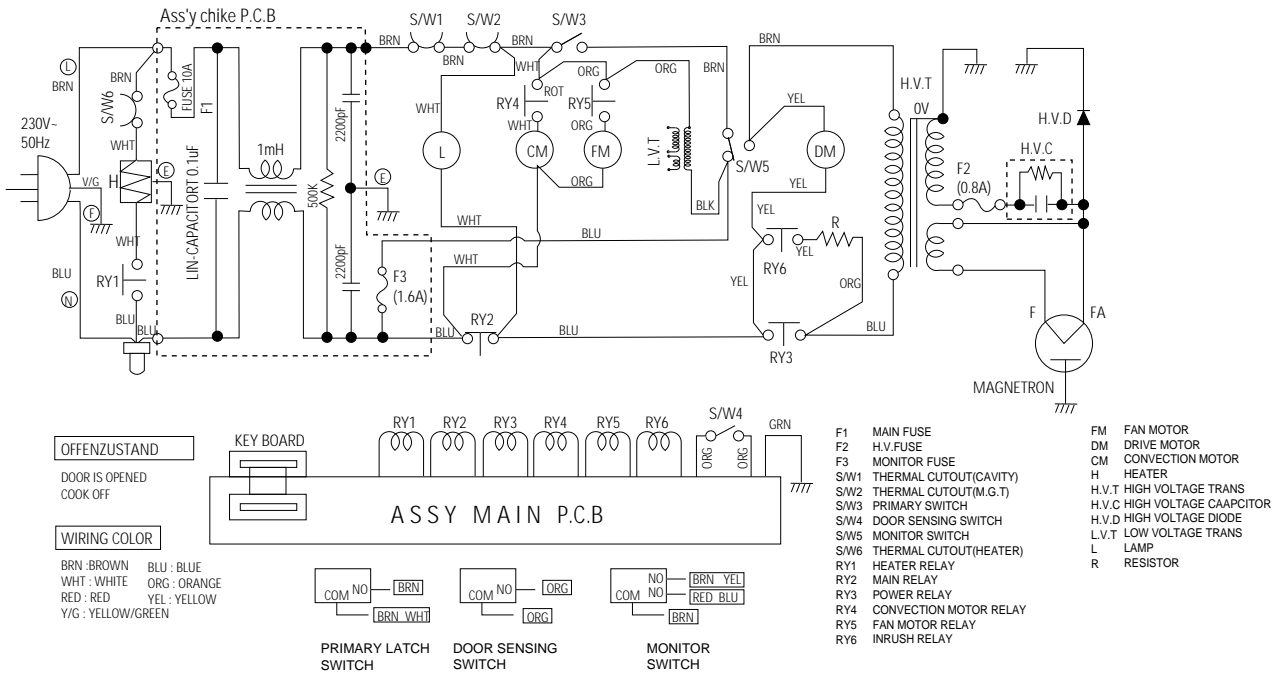 Ass'y chike P.C.B
S/W1
S/W2
S/W3
BRN
BRN
BRN
BRN
L
BRN
BRN
S/W6
FUSE 10A
F1
WHT
ORG
ORG
BRN
YEL
H.V.T
0V
H.V.D
230V~
50Hz
WHT
RY4
ROT
RY5
WHT
ORG
2200pF
1mH
L
CM
FM
L.V.T
S/W5
DM
H.V.C
F2
(0.8A)
V/G
H
E
LIN-CAPACITORT 0.1uF
500K
E
ORG
YEL
F
WHT
BLK
YEL
WHT
BLU
YEL
R
RY6
BLU
RY1
2200pF
F3
(1.6A)
WHT
YEL
ORG
N
BLU
BLU
BLU
RY2
BLU
BLU
RY3
F
FA
MAGNETRON
OFFENZUSTAND
DOOR IS OPENED
COOK OFF
WIRING COLOR
BRN :BROWN
BLU : BLUE
WHT : WHITE
ORG : ORANGE
RED : RED
YEL : YELLOW
Y/G : YELLOW/GREEN
KEY BOARD
RY1
RY2
RY3
RY4
RY5
RY6
S/W4
ORG
ORG
GRN
ASSY MAIN P.C.B
COM
NO
BRN
BRN WHT
PRIMARY LATCH
SWITCH
COM
NO
ORG
ORG
DOOR SENSING
SWITCH
NO
BRN YEL
COM
NO
RED BLU
BRN
MONITOR
SWITCH
F1 MAIN FUSE
F2 H.V.FUSE
F3 MONITOR FUSE
S/W1 THERMAL CUTOUT(CAVITY)
S/W2 THERMAL CUTOUT(M.G.T)
S/W3 PRIMARY SWITCH
S/W4 DOOR SENSING SWITCH
S/W5 MONITOR SWITCH
S/W6 THERMAL CUTOUT(HEATER)
RY1 HEATER RELAY
RY2 MAIN RELAY
RY3 POWER RELAY
RY4 CONVECTION MOTOR RELAY
RY5 FAN MOTOR RELAY
RY6 INRUSH RELAY
FM FAN MOTOR
DM DRIVE MOTOR
CM CONVECTION MOTOR
H HEATER
H.V.T HIGH VOLTAGE TRANS
H.V.C HIGH VOLTAGE CAAPCITOR
H.V.D HIGH VOLTAGE DIODE
L.V.T LOW VOLTAGE TRANS
L LAMP
R RESISTOR